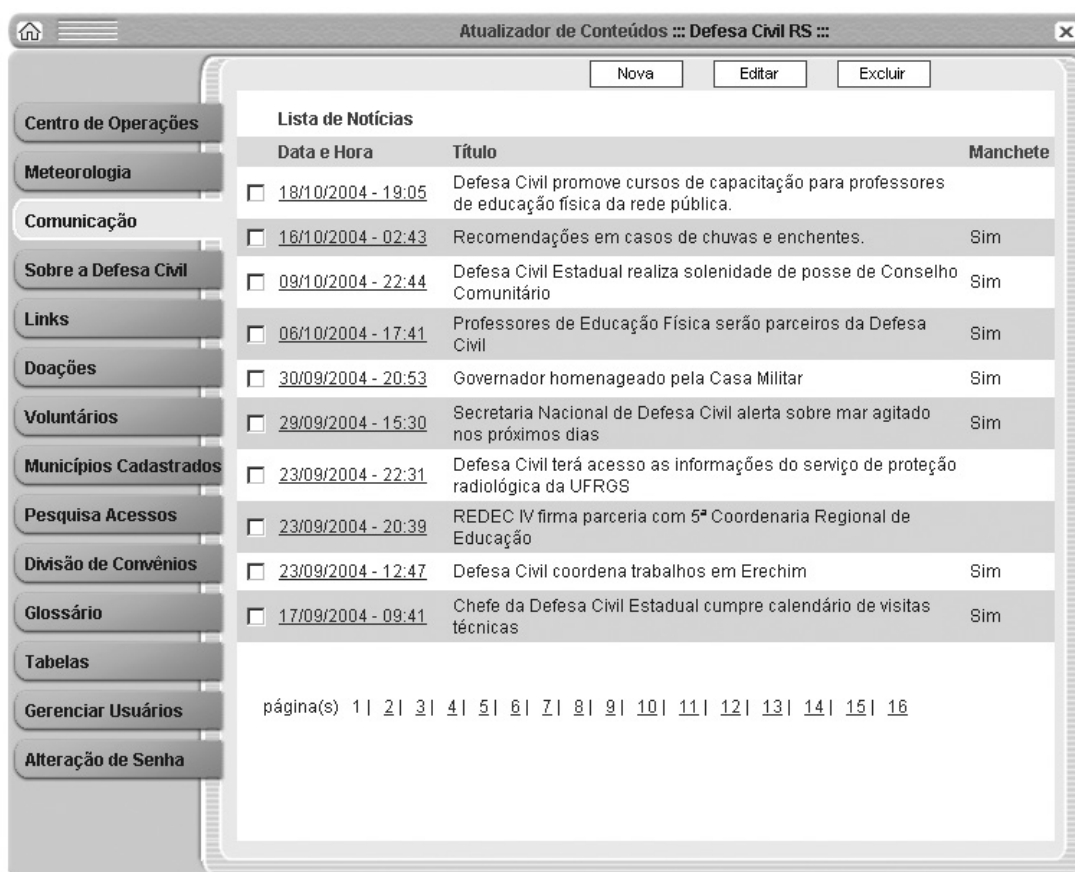 Atualizador de Conteúdos ::: Defesa Civil RS :::
Nova Editar Excluir
Centro de Operações
Meteorologia
Comunicação
Sobre a Defesa Civil
Links
Doações
Voluntários
Municípios Cadastrados
Pesquisa Acessos
Divisão de Convênios
Glossário
Tabelas
Gerenciar Usuários
Alteração de Senha
Lista de Notícias
Data e Hora Título Manchete
18/10/2004 - 19:05 Defesa Civil promove cursos de capacitação para professores
de educação física da rede pública.
16/10/2004 - 02:43 Recomendações em casos de chuvas e enchentes. Sim
09/10/2004 - 22:44 Defesa Civil Estadual realiza solenidade de posse de Conselho Sim
Comunitário
06/10/2004 - 17:41 Professores de Educação Física serão parceiros da Defesa Sim
Civil
30/09/2004 - 20:53 Governador homenageado pela Casa Militar Sim
29/09/2004 - 15:30 Secretaria Nacional de Defesa Civil alerta sobre mar agitado Sim
nos próximos dias
23/09/2004 - 22:31 Defesa Civil terá acesso as informações do serviço de proteção
radiológica da UFRGS
23/09/2004 - 20:39 REDEC IV firma parceria com 5ª Coordenaria Regional de
Educação
23/09/2004 - 12:47 Defesa Civil coordena trabalhos em Erechim Sim
17/09/2004 - 09:41 Chefe da Defesa Civil Estadual cumpre calendário de visitas Sim
técnicas
página(s) 1| 2| 3| 4| 5| 6| 7| 8| 9| 10| 11| 12| 13| 14| 15| 16